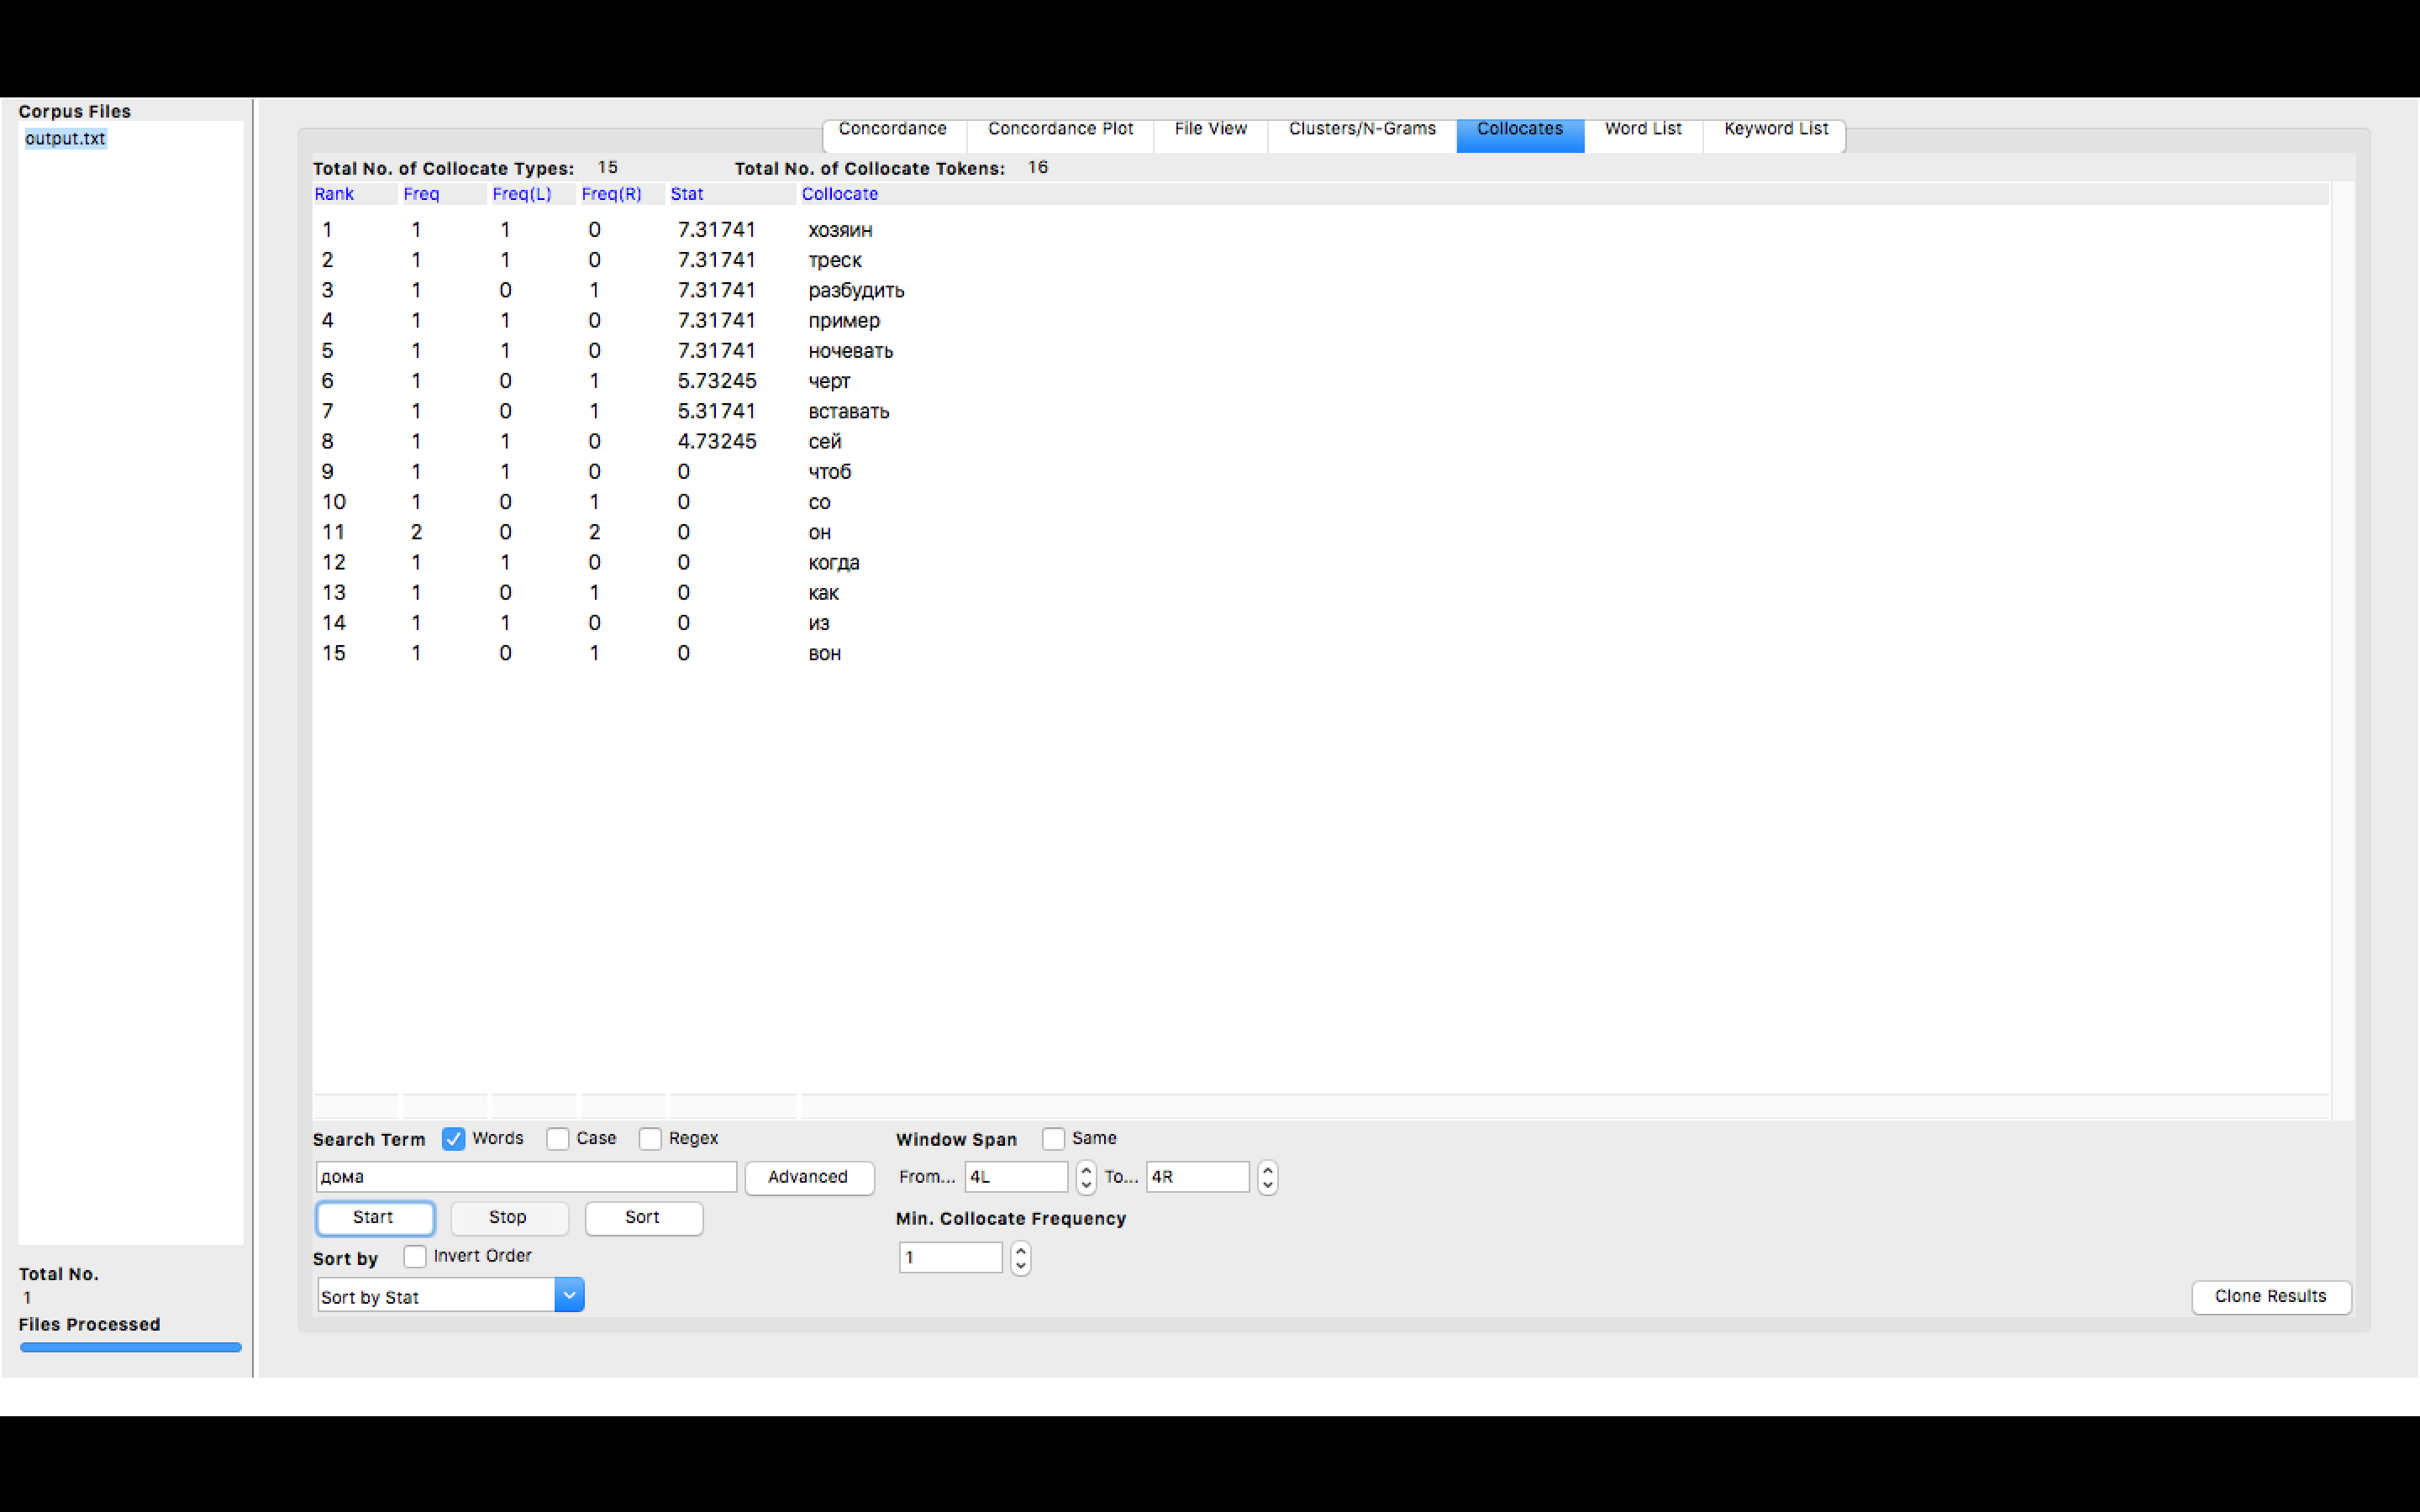 Corpus Files
output.txt
Concordance Concordance Plot File View Clusters/N-Grams Collocates Word List Keyword List
Total No. of Collocate Types: 15 Total No. of Collocate Tokens: 16
Rank Freq Freq(L) Freq(R) Stat Collocate
1 1 1 0 7.31741 хозяин
2 1 1 0 7.31741 треск
3 1 0 1 7.31741 разбудить
4 1 1 0 7.31741 пример
5 1 1 0 7.31741 ночевать
6 1 0 1 5.73245 черт
7 1 0 1 5.31741 вставать
8 1 1 0 4.73245 сей
9 1 1 0 0 чтоб
10 1 0 1 0 со
11 2 0 2 0 он
12 1 1 0 0 когда
13 1 0 1 0 как
14 1 1 0 0 из
15 1 0 1 0 вон
Search Term Words Case Regex Window Span Same
дома Advanced From... 4L To... 4R
Start Stop Sort Min. Collocate Frequency
Sort by Invert Order 1
Sort by Stat Clone Results
Total No.
1
Files Processed